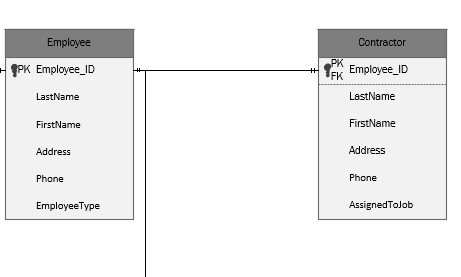 Employee
PK Employee_ID
LastName
FirstName
Address
Phone
EmployeeType
Contractor
PK
FK Employee_ID
LastName
FirstName
Address
Phone
AssignedToJob